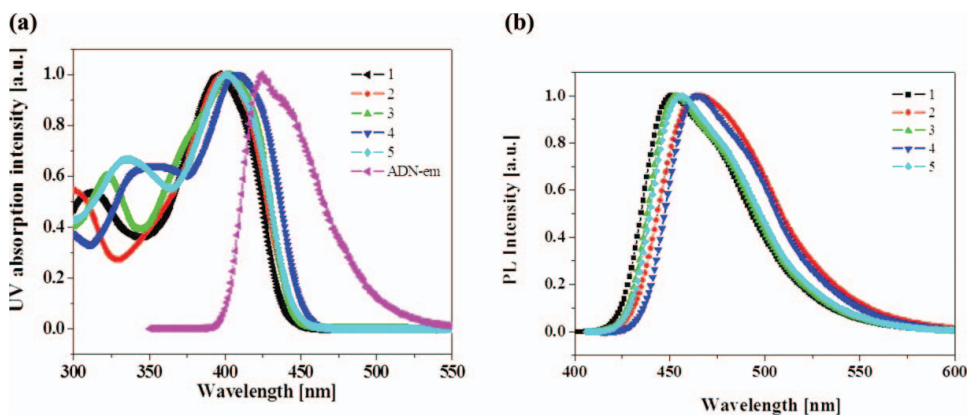 (a)
UV absorption intensity [a.u.]
1.0
0.8
0.6
0.4
0.2
0.0
1
2
3
4
5
ADN-em
300 350 400 450 500 550
Wavelength [nm]
(b)
PL Intensity [a.u.]
1.0
0.8
0.6
0.4
0.2
0.0
1
2
3
4
5
400 450 500 550 600
Wavelength [nm]